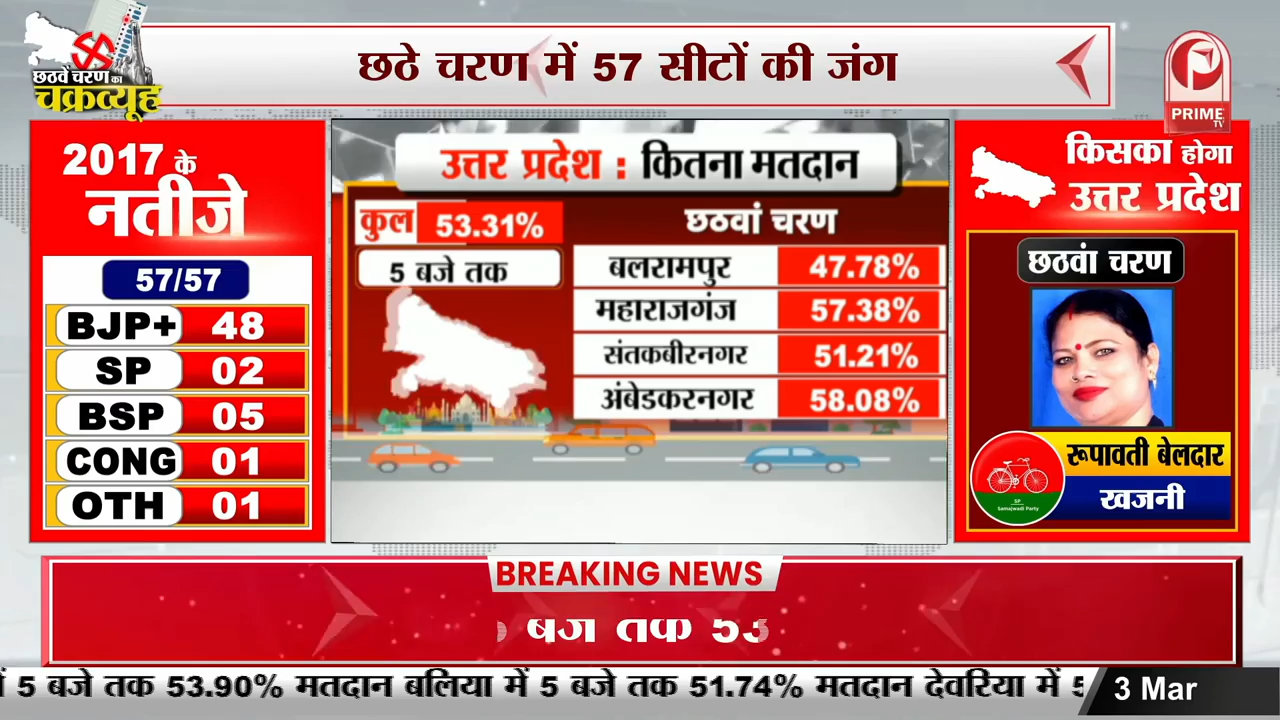 छठवें चरण का
चक्रव्यूह
छठे चरण में 57 सीटों की जंग
PRIME
TV
2017 के
नतीजे
57/57
BJP+ 48
SP 02
BSP 05
CONG 01
OTH 01
उत्तर प्रदेश : कितना मतदान
कुल 53.31%
5 बजे तक
छठवां चरण
बलरामपुर 47.78%
महाराजगंज 57.38%
संतकबीरनगर 51.21%
अंबेडकरनगर 58.08%
किसका होगा
उत्तर प्रदेश
छठवां चरण
रूपावती बेलदार
SP
Samajwadi Party
खजनी
BREAKING NEWS
बजे तक
5 बजे तक 53.90% मतदान बलिया में 5 बजे तक 51.74% मतदान देवरिया में
3 Mar